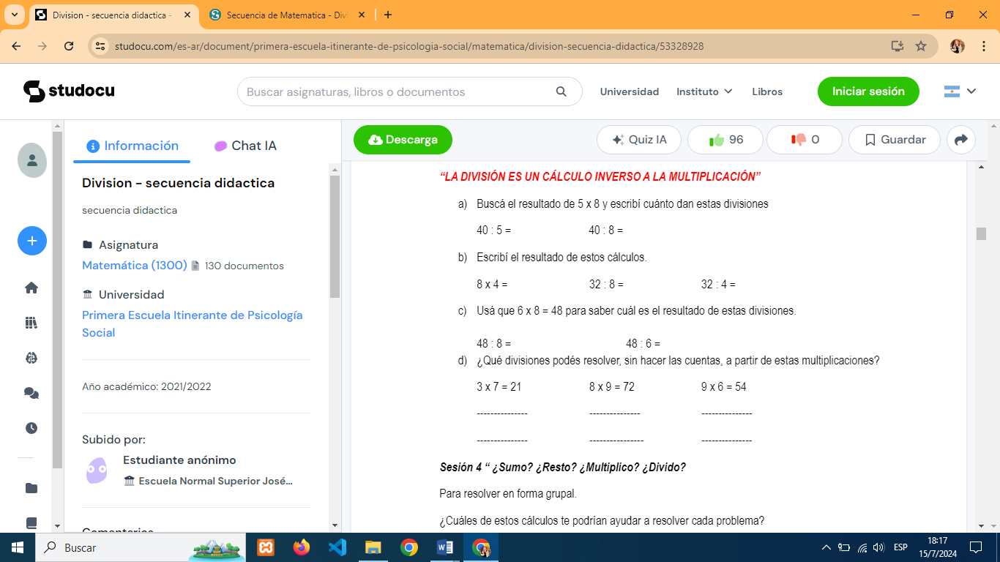 Division - secuencia didactica -
Secuencia de Matematica - Divi
studocu.com/es-ar/document/primera-escuela-itinerante-de-psicologia-social/matematica/division-secuencia-didactica/53328928
studocu
Buscar asignaturas, libros o documentos
Universidad
Instituto
Libros
Iniciar sesión
Información
Chat IA
Descarga
Quiz IA
96
0
Guardar
Division - secuencia didactica
secuencia didactica
Asignatura
Matemática (1300) 130 documentos
Universidad
Primera Escuela Itinerante de Psicología
Social
Año académico: 2021/2022
Subido por:
Estudiante anónimo
Escuela Normal Superior José...
“LA DIVISIÓN ES UN CÁLCULO INVERSO A LA MULTIPLICACIÓN”
a) Buscá el resultado de 5 x 8 y escribí cuánto dan estas divisiones
40 : 5 = 40 : 8 =
b) Escribí el resultado de estos cálculos.
8 x 4 = 32 : 8 = 32 : 4 =
c) Usá que 6 x 8 = 48 para saber cuál es el resultado de estas divisiones.
48 : 8 = 48 : 6 =
d) ¿Qué divisiones podés resolver, sin hacer las cuentas, a partir de estas multiplicaciones?
3 x 7 = 21 8 x 9 = 72 9 x 6 = 54
--------------- --------------- ---------------
--------------- ---------------- ---------------
Sesión 4 “ ¿Sumo? ¿Resto? ¿Multiplico? ¿Divido?
Para resolver en forma grupal.
¿Cuáles de estos cálculos te podrían ayudar a resolver cada problema?
Buscar
ESP
18:17
15/7/2024